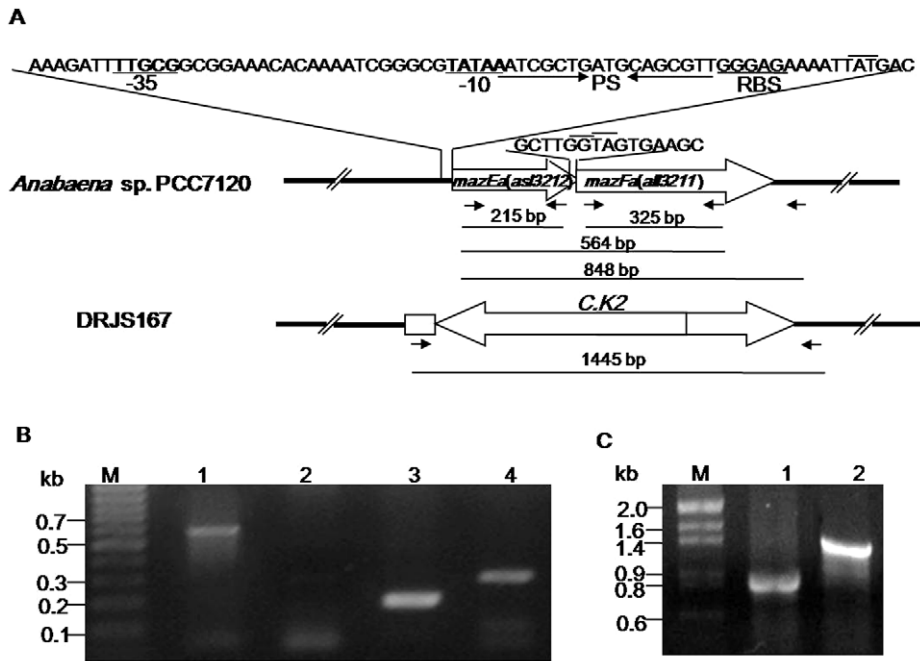 A
AAAGATTTTGCGGCGGAAACACAAAATCGGGCGTATAAATCGCTGATGCAGCGTTGGGAGAAAATTATGAC
-35 -10 PS RBS
GCTTGGTAGTGAAGC
Anabaena sp. PCC7120 mazEa(asl3212) mazFa(all3211)
215 bp 325 bp
564 bp
848 bp
DRJS167 C.K2
1445 bp
B
kb M 1 2 3 4
0.7
0.5
0.3
0.2
0.1
C
kb M 1 2
2.0
1.6
1.4
0.9
0.8
0.6